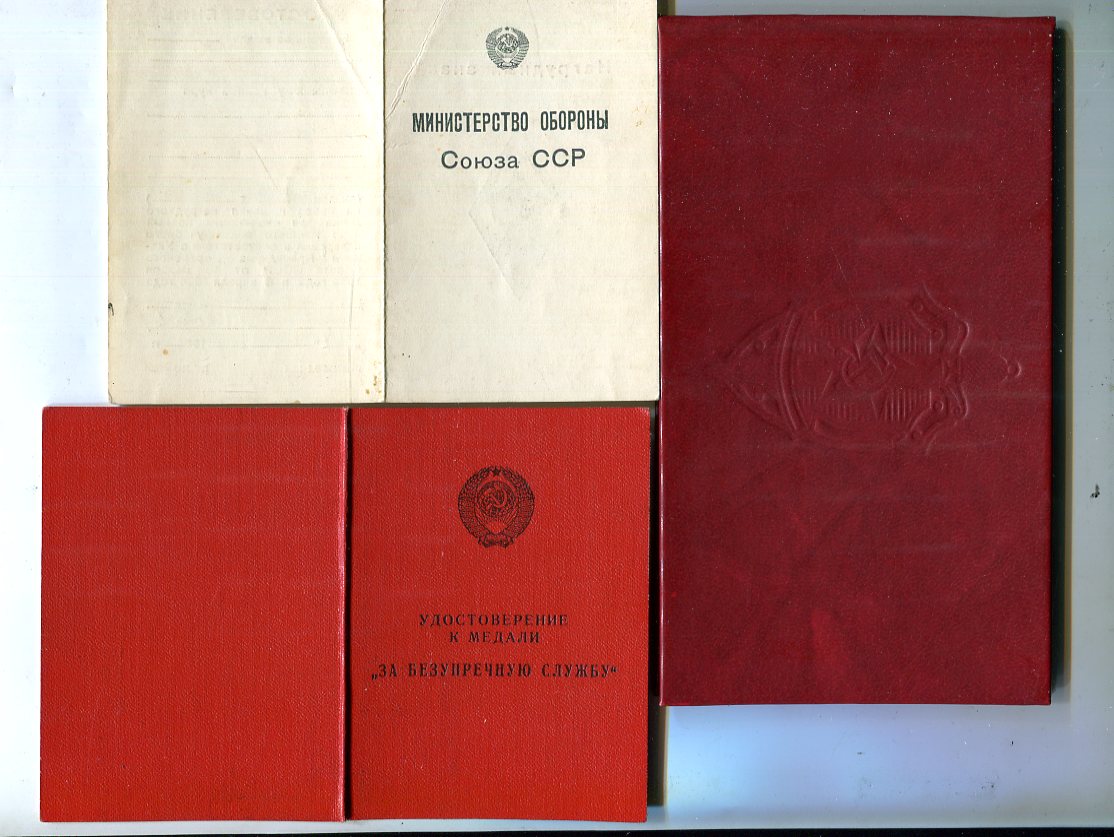 МИНИСТЕРСТВО ОБОРОНЫ
Союза ССР
УДОСТОВЕРЕНИЕ
К МЕДАЛИ
„ЗА БЕЗУПРЕЧНУЮ СЛУЖБУ“